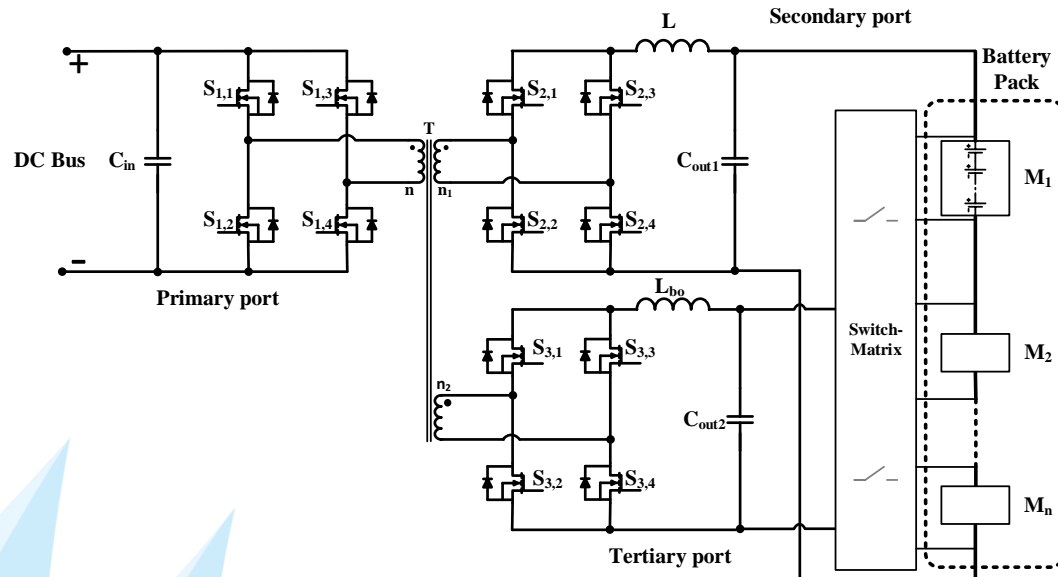 Secondary port
L
Battery
Pack
+
S1,1
S1,3
S2,1
S2,3
T
DC Bus
Cin
n
n1
Cout1
M1
S1,2
S1,4
S2,2
S2,4
-
Primary port
Lbo
Switch-
Matrix
S3,1
S3,3
M2
n2
Cout2
S3,2
S3,4
Mn
Tertiary port